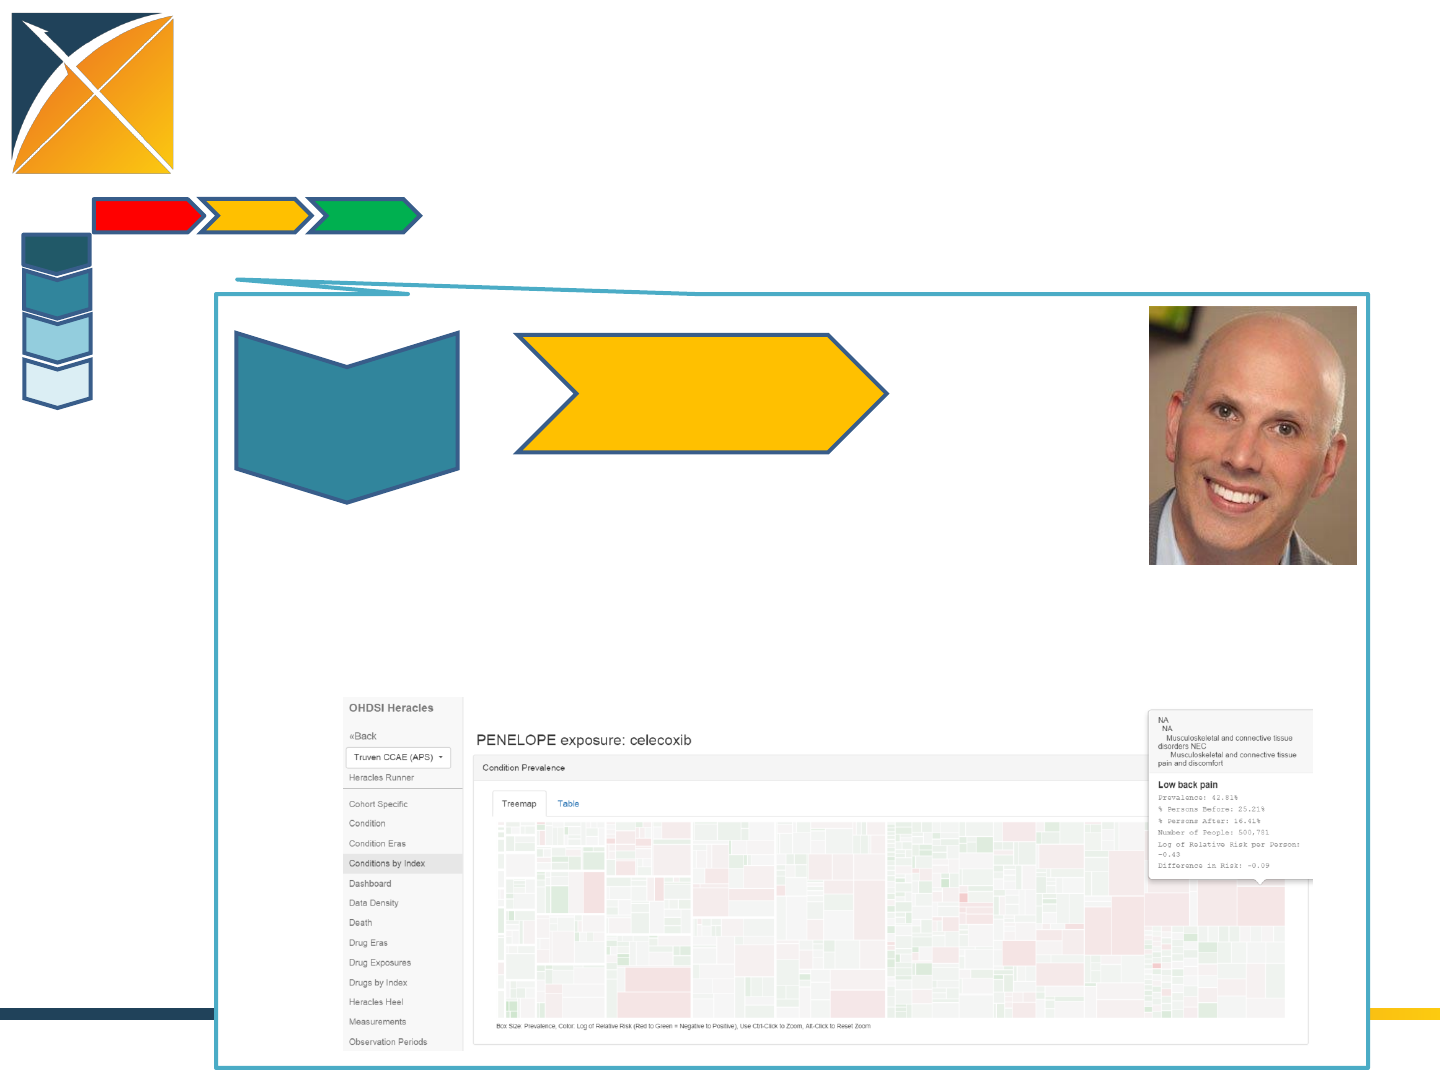 OHDSI Heracles
«Back
Truven CCAE (APS)
Heracles Runner
Cohort Specific
Condition
Condition Eras
Conditions by Index
Dashboard
Data Density
Death
Drug Eras
Drug Exposures
Drugs by Index
Heracles Heel
Measurements
Observation Periods
PENELOPE exposure: celecoxib
Condition Prevalence
Treemap
Table
NA
NA
Musculoskeletal and connective tissue
disorders NEC
Musculoskeletal and connective tissue
pain and discomfort
Low back pain
Prevalence: 42.81%
% Persons Before: 25.21%
% Persons After: 16.41%
Number of People: 500,781
Log of Relative Risk per Person:
-0.43
Difference in Risk: -0.09
Box Size: Prevalence, Color: Log of Relative Risk (Red to Green = Negative to Positive), Use Ctrl-Click to Zoom, Alt-Click to Reset Zoom